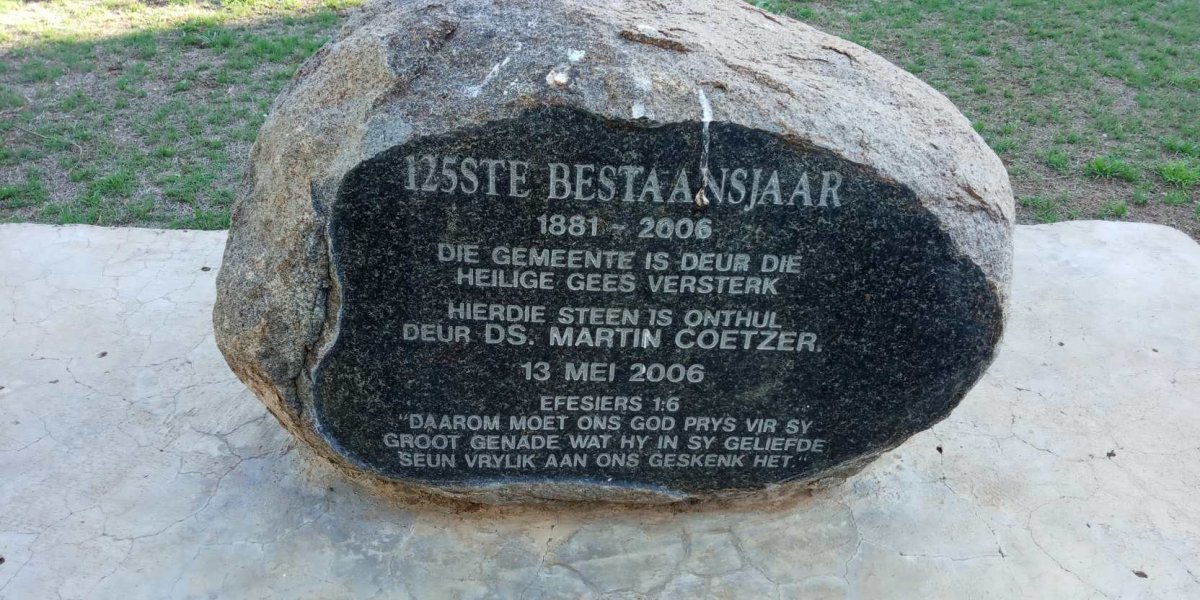 125STE BESTAANSJAAR
1881 - 2006
DIE GEMEENTE IS DEUR DIE
HEILIGE GEES VERSTERK
HIERDIE STEEN IS ONTHUL
DEUR DS. MARTIN COETZER.
13 MEI 2006
EFESIERS 1:6
"DAAROM MOET ONS GOD PRYS VIR SY
GROOT GENADE WAT HY IN SY GELIEFDE
SEUN VRYLIK AAN ONS GESKENK HET."